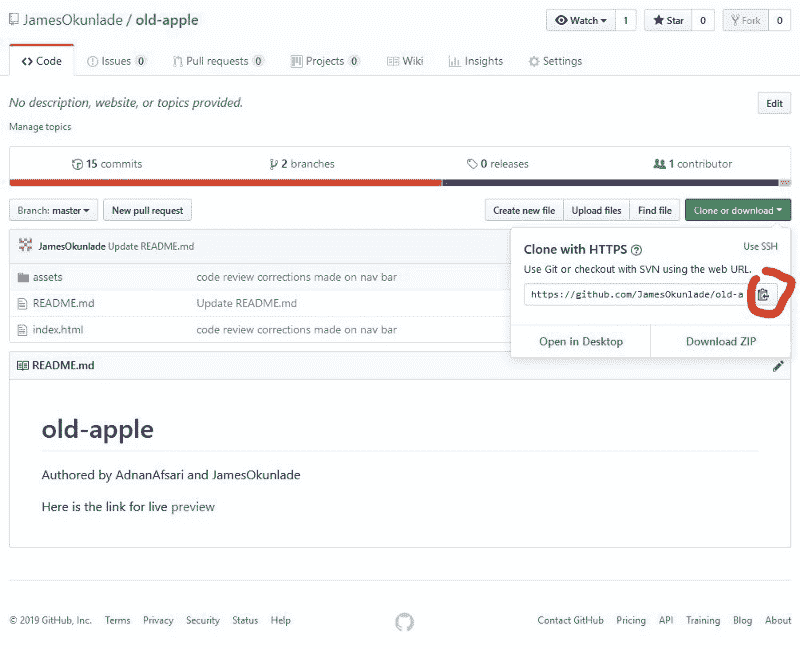 JamesOkunlade / old-apple
Watch 1 Star 0 Fork 0
Code Issues 0 Pull requests 0 Projects 0 Wiki Insights Settings
No description, website, or topics provided.
Edit
Manage topics
15 commits 2 branches 0 releases 1 contributor
Branch: master New pull request Create new file Upload files Find file Clone or download
JamesOkunlade Update README.md
assets code review corrections made on nav bar
README.md Update README.md
index.html code review corrections made on nav bar
Clone with HTTPS Use SSH
Use Git or checkout with SVN using the web URL.
https://github.com/JamesOkunlade/old-a
Open in Desktop Download ZIP
README.md
old-apple
Authored by AdnanAfsari and JamesOkunlade
Here is the link for live preview
© 2019 GitHub, Inc. Terms Privacy Security Status Help Contact GitHub Pricing API Training Blog About